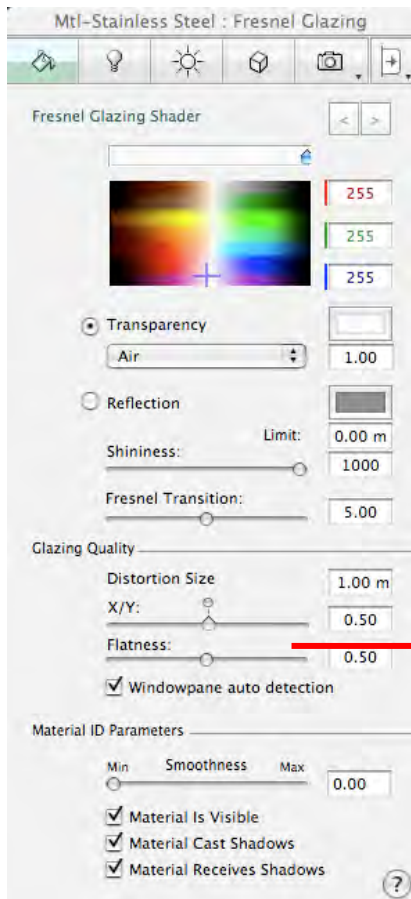 Mtl-Stainless Steel : Fresnel Glazing
Fresnel Glazing Shader
< >
255
255
255
Transparency
Air 1.00
Reflection
Limit: 0.00 m
Shininess: 1000
Fresnel Transition: 5.00
Glazing Quality
Distortion Size 1.00 m
X/Y: 0.50
Flatness: 0.50
Windowpane auto detection
Material ID Parameters
Min Smoothness Max
0.00
Material Is Visible
Material Cast Shadows
Material Receives Shadows
?